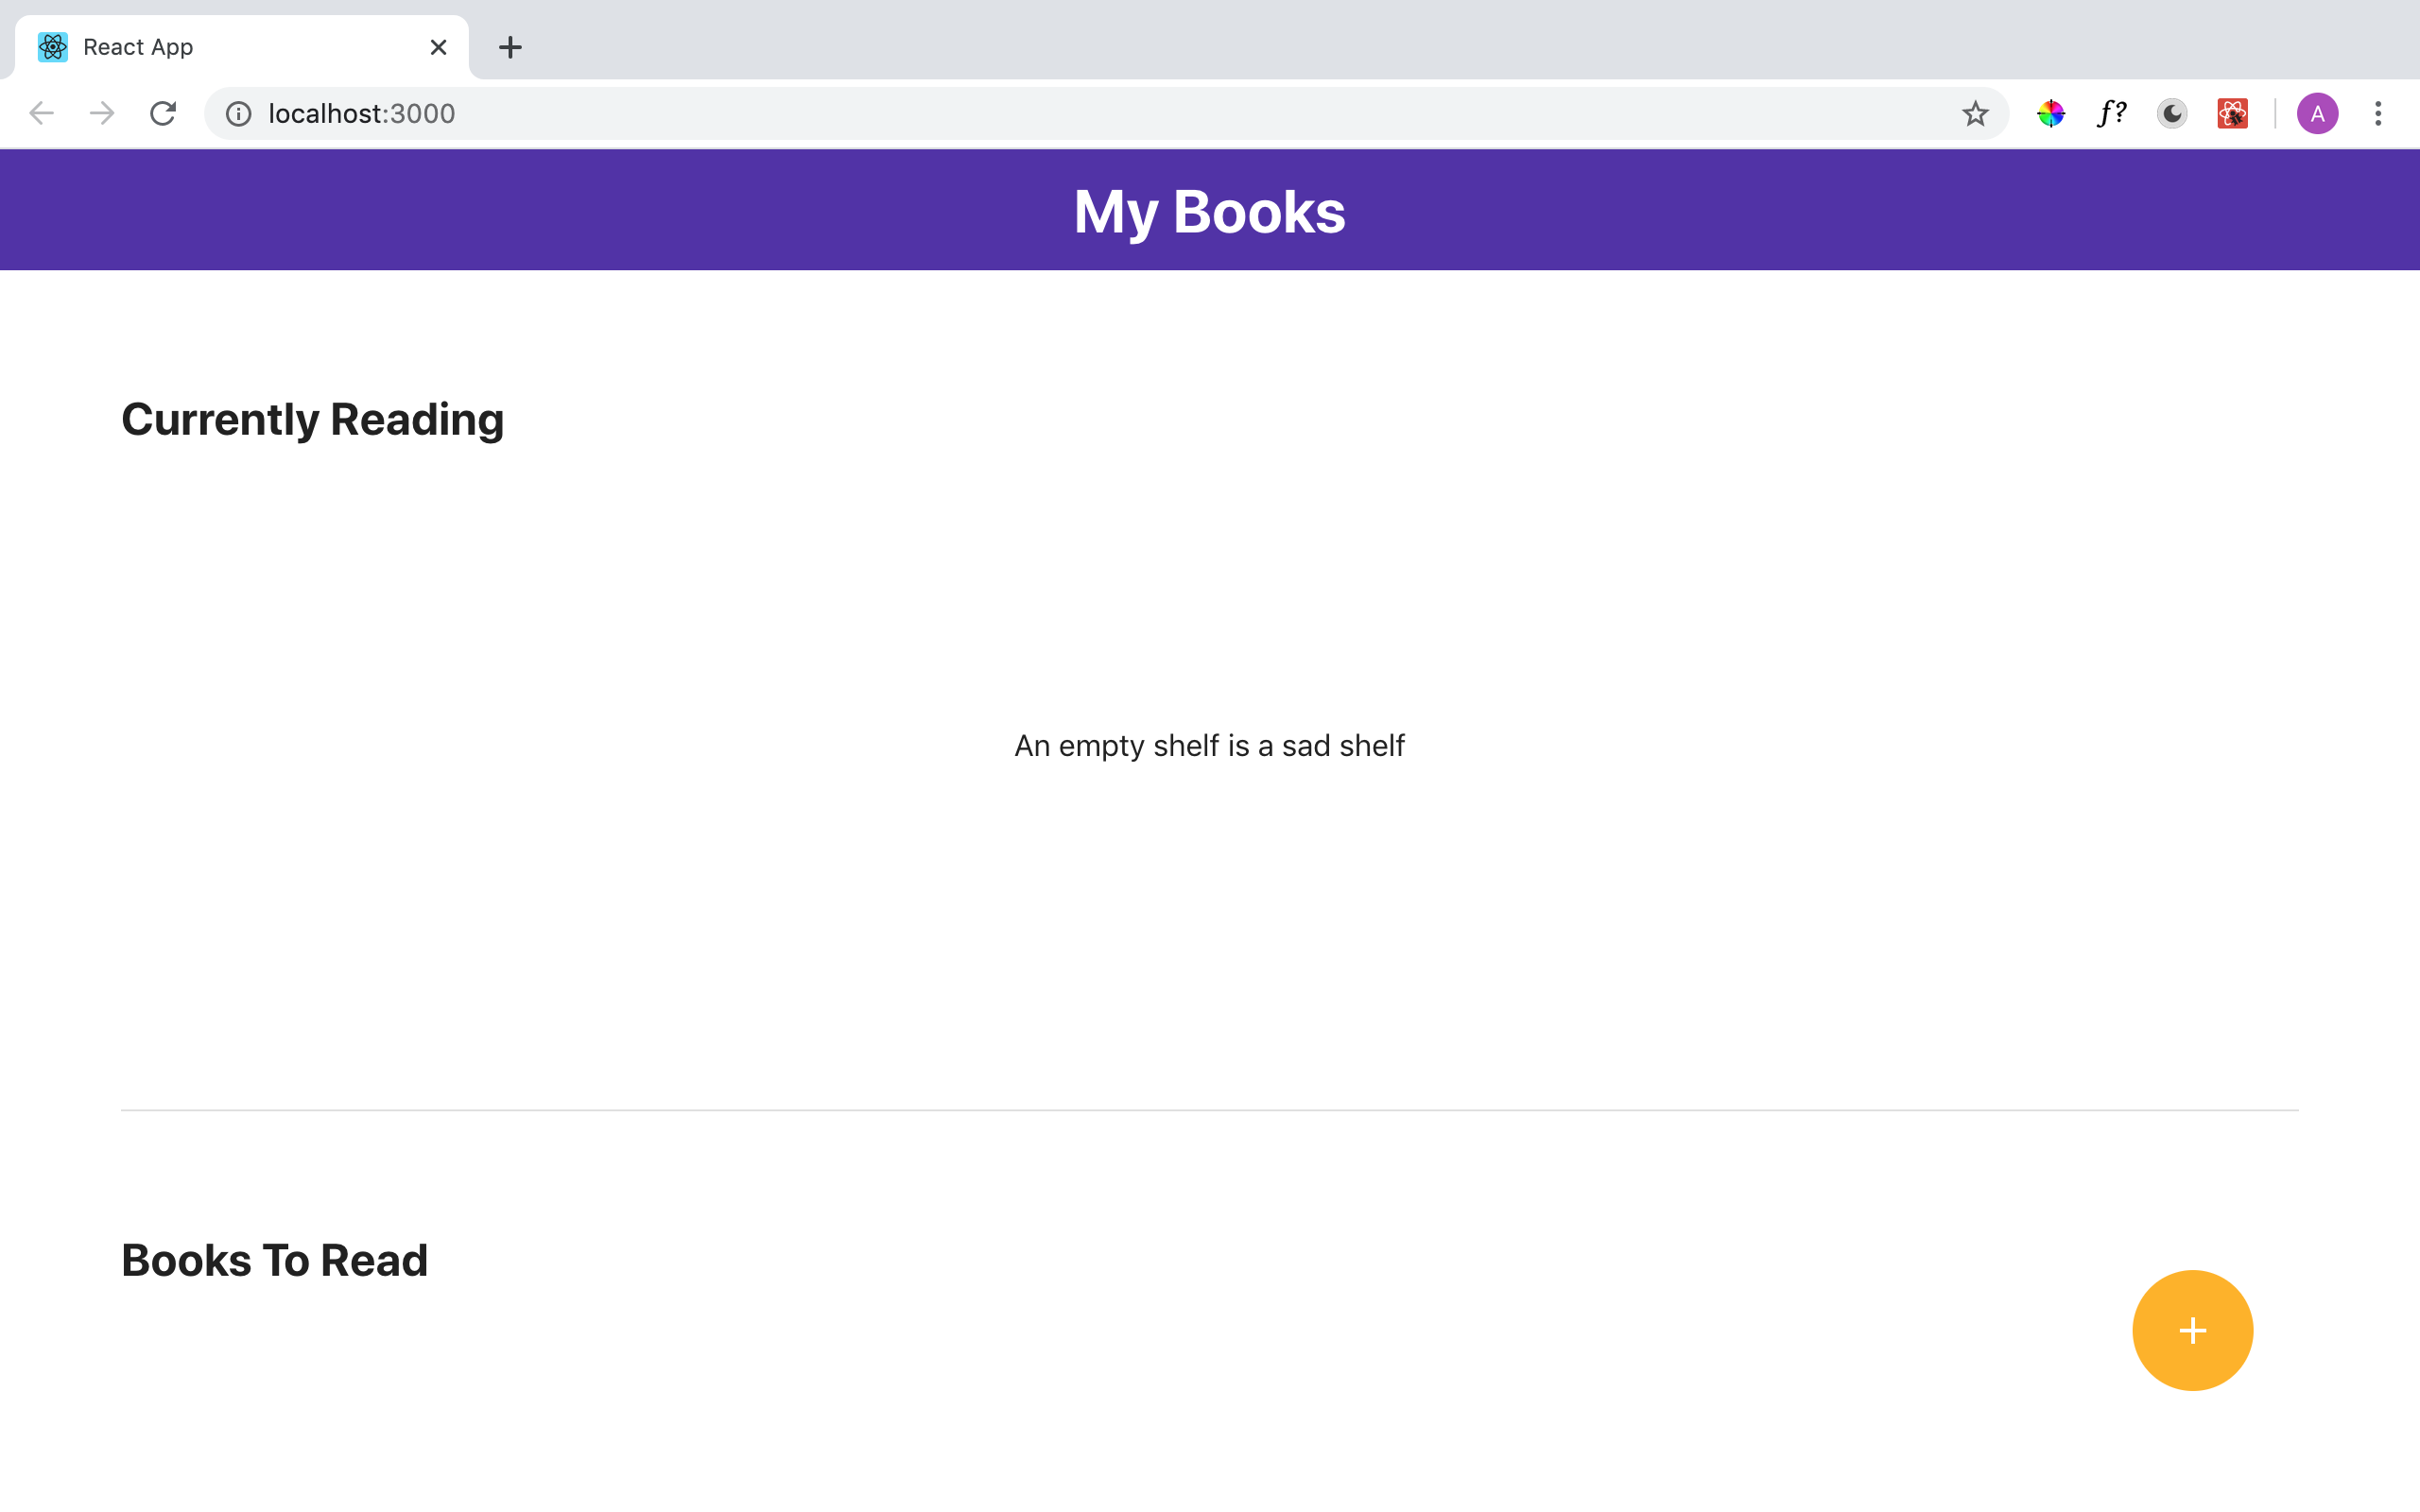 React App
localhost:3000
f?
A
My Books
Currently Reading
An empty shelf is a sad shelf
Books To Read